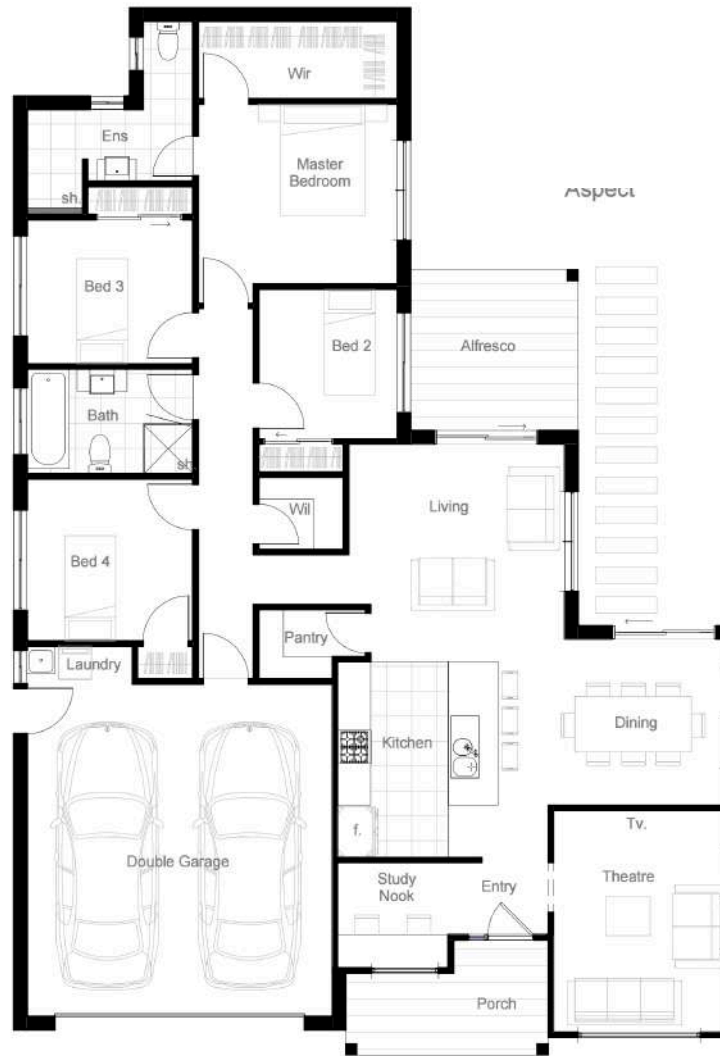 Wir
Ens
Master
Bedroom
sh.
Aspect
Bed 3
Bed 2
Alfresco
Bath
sh.
Living
Wil
Bed 4
Pantry
Laundry
Dining
Kitchen
Tv.
f.
Double Garage
Study
Nook
Entry
Theatre
Porch